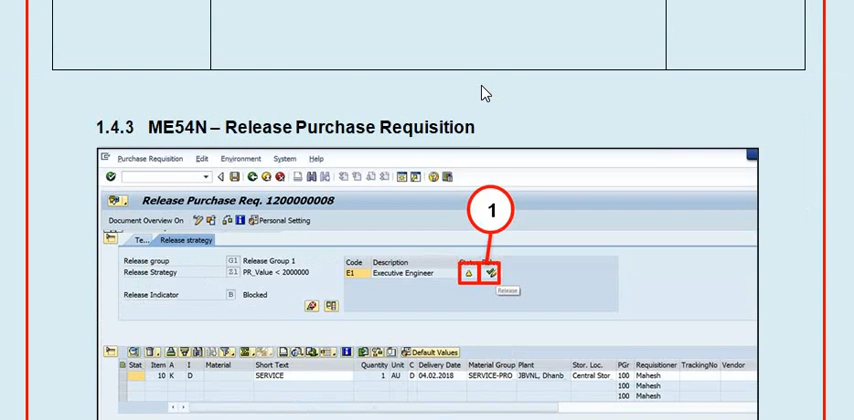 1.4.3 ME54N – Release Purchase Requisition
Purchase Requisition Edit Environment System Help
Release Purchase Req. 1200000008
1
Document Overview On Personal Setting
Te... Release strategy
Release group G1 Release Group 1
Code Description
Release Strategy Z1 PR_Value < 2000000
E1 Executive Engineer
Release
Release Indicator B Blocked
Default Values
Stat Item A I Material Short Text Quantity Unit C Delivery Date Material Group Plant Stor. Loc. PGr Requisitioner TrackingNo Vendor
10 K D SERVICE 1 AU D 04.02.2018 SERVICE-PRO JBVNL, Dhanb Central Stor 100 Mahesh
100 Mahesh
100 Mahesh